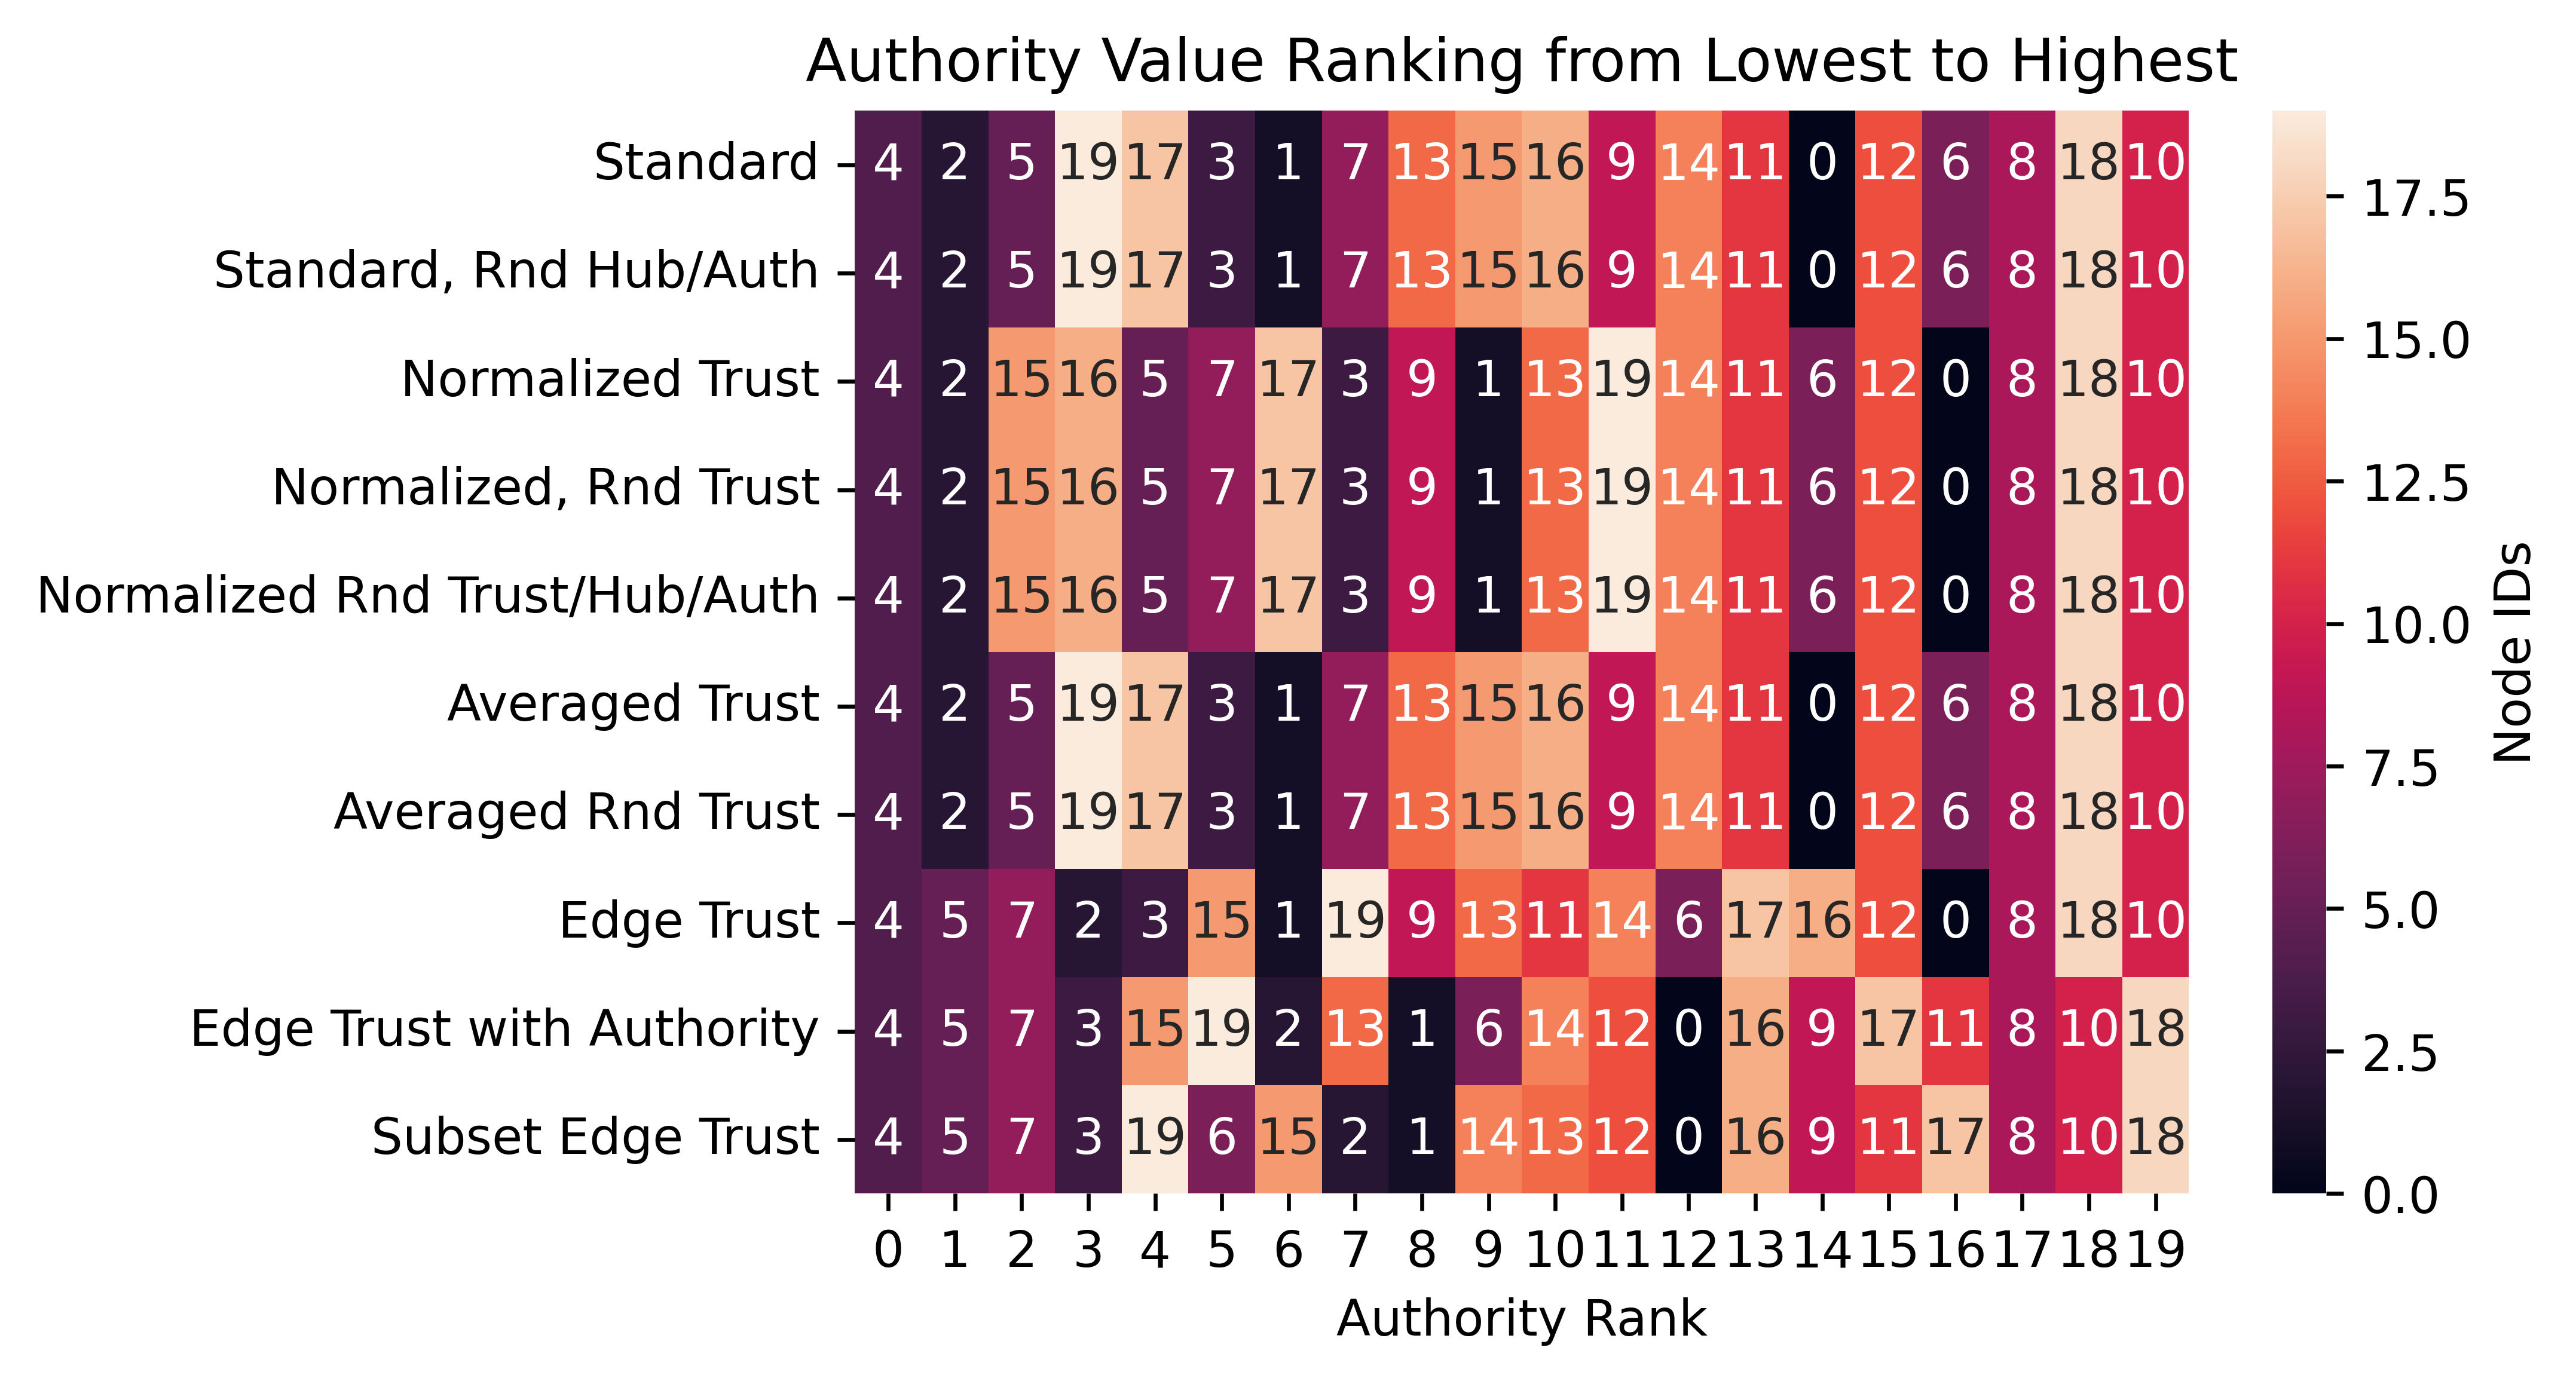 Authority Value Ranking from Lowest to Highest
Standard 4 2 5 19 17 3 1 7 13 15 16 9 14 11 0 12 6 8 18 10
Standard, Rnd Hub/Auth 4 2 5 19 17 3 1 7 13 15 16 9 14 11 0 12 6 8 18 10
Normalized Trust 4 2 15 16 5 7 17 3 9 1 13 19 14 11 6 12 0 8 18 10
Normalized, Rnd Trust 4 2 15 16 5 7 17 3 9 1 13 19 14 11 6 12 0 8 18 10
Normalized Rnd Trust/Hub/Auth 4 2 15 16 5 7 17 3 9 1 13 19 14 11 6 12 0 8 18 10
Averaged Trust 4 2 5 19 17 3 1 7 13 15 16 9 14 11 0 12 6 8 18 10
Averaged Rnd Trust 4 2 5 19 17 3 1 7 13 15 16 9 14 11 0 12 6 8 18 10
Edge Trust 4 5 7 2 3 15 1 19 9 13 11 14 6 17 16 12 0 8 18 10
Edge Trust with Authority 4 5 7 3 15 19 2 13 1 6 14 12 0 16 9 17 11 8 10 18
Subset Edge Trust 4 5 7 3 19 6 15 2 1 14 13 12 0 16 9 11 17 8 10 18
0 1 2 3 4 5 6 7 8 9 10 11 12 13 14 15 16 17 18 19
Authority Rank
17.5
15.0
12.5
10.0
7.5
5.0
2.5
0.0
Node IDs